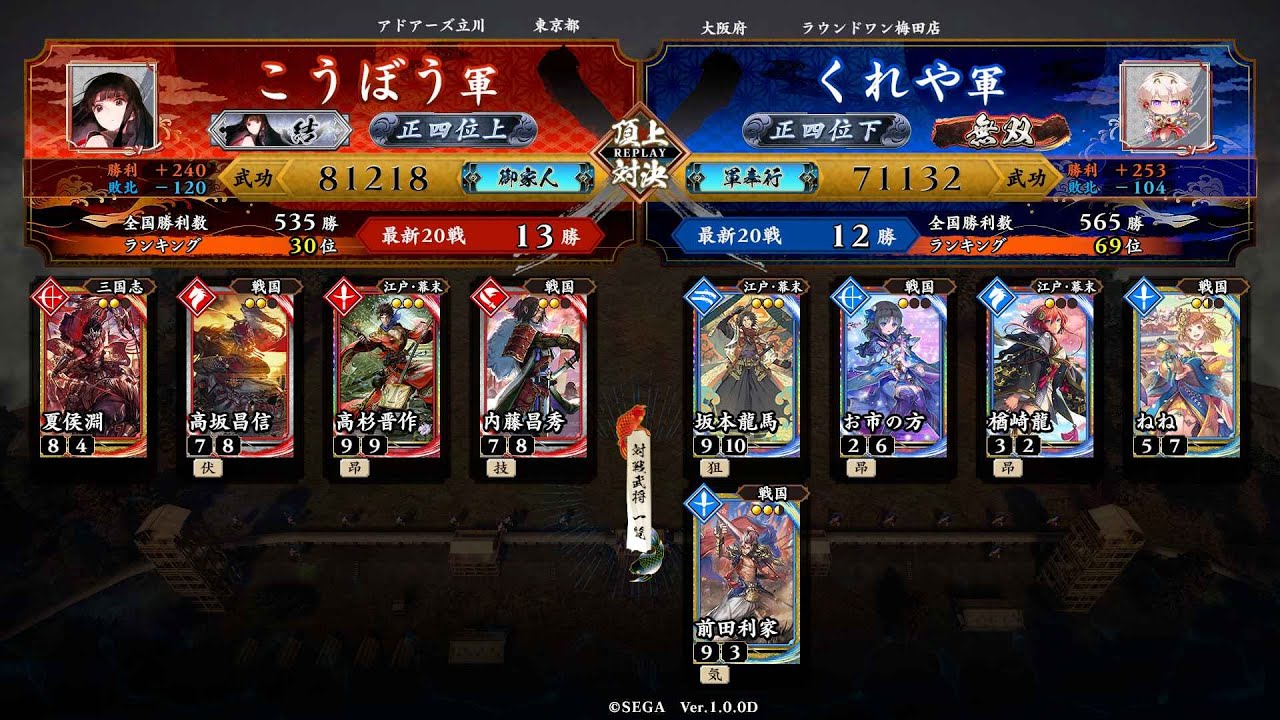 アドアーズ立川 東京都
大阪府 ラウンドワン梅田店
こうぼう軍
結
正四位上
勝利 +240
敗北 -120
武功 81218 御家人
全国勝利数 535勝
ランキング 30位
最新20戦 13勝
頂上
REPLAY
対決
くれや軍
正四位下
無双
軍奉行 71132 武功
勝利 +253
敗北 -104
最新20戦 12勝
全国勝利数 565勝
ランキング 69位
三国志
夏侯淵
8 4
戦国
高坂昌信
7 8
伏
江戸・幕末
高杉晋作
9 9
昂
戦国
内藤昌秀
7 8
技
対戦武将一覧
江戸・幕末
坂本龍馬
9 10
狙
戦国
お市の方
2 6
昂
江戸・幕末
楢崎龍
3 2
昂
戦国
ねね
5 7
戦国
前田利家
9 3
気
©SEGA Ver.1.0.0D